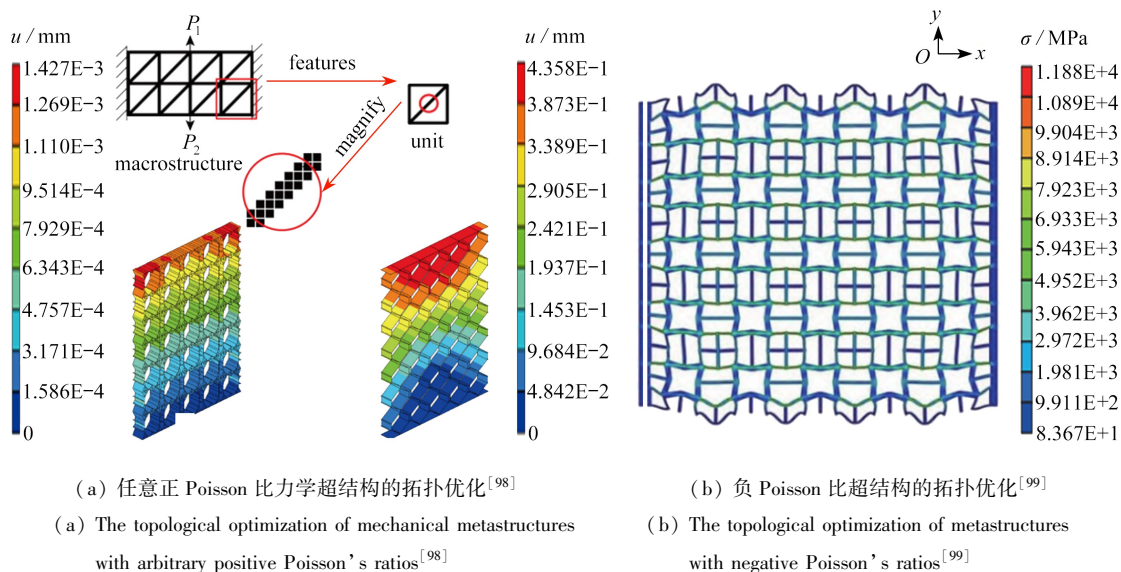 u / mm
1.427E−3
1.269E−3
1.110E−3
9.514E−4
7.929E−4
6.343E−4
4.757E−4
3.171E−4
1.586E−4
0
P1
P2
macrostructure
features
magnify
unit
u / mm
4.358E−1
3.873E−1
3.389E−1
2.905E−1
2.421E−1
1.937E−1
1.453E−1
9.684E−2
4.842E−2
0
y
O
x
σ / MPa
1.188E+4
1.089E+4
9.904E+3
8.914E+3
7.923E+3
6.933E+3
5.943E+3
4.952E+3
3.962E+3
2.972E+3
1.981E+3
9.911E+2
8.367E+1
(a) 任意正 Poisson 比力学超结构的拓扑优化[98]
(a) The topological optimization of mechanical metastructures
with arbitrary positive Poisson's ratios[98]
(b) 负 Poisson 比超结构的拓扑优化[99]
(b) The topological optimization of metastructures
with negative Poisson's ratios[99]